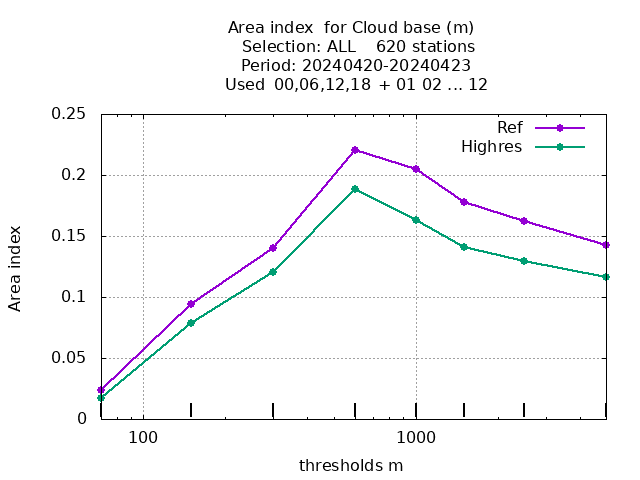 Area index  for Cloud base (m)
Selection: ALL    620 stations
Period: 20240420-20240423
Used  00,06,12,18  + 01 02 ... 12
Ref
Highres
0.25
0.2
0.15
0.1
0.05
0
Area index
100
1000
thresholds m